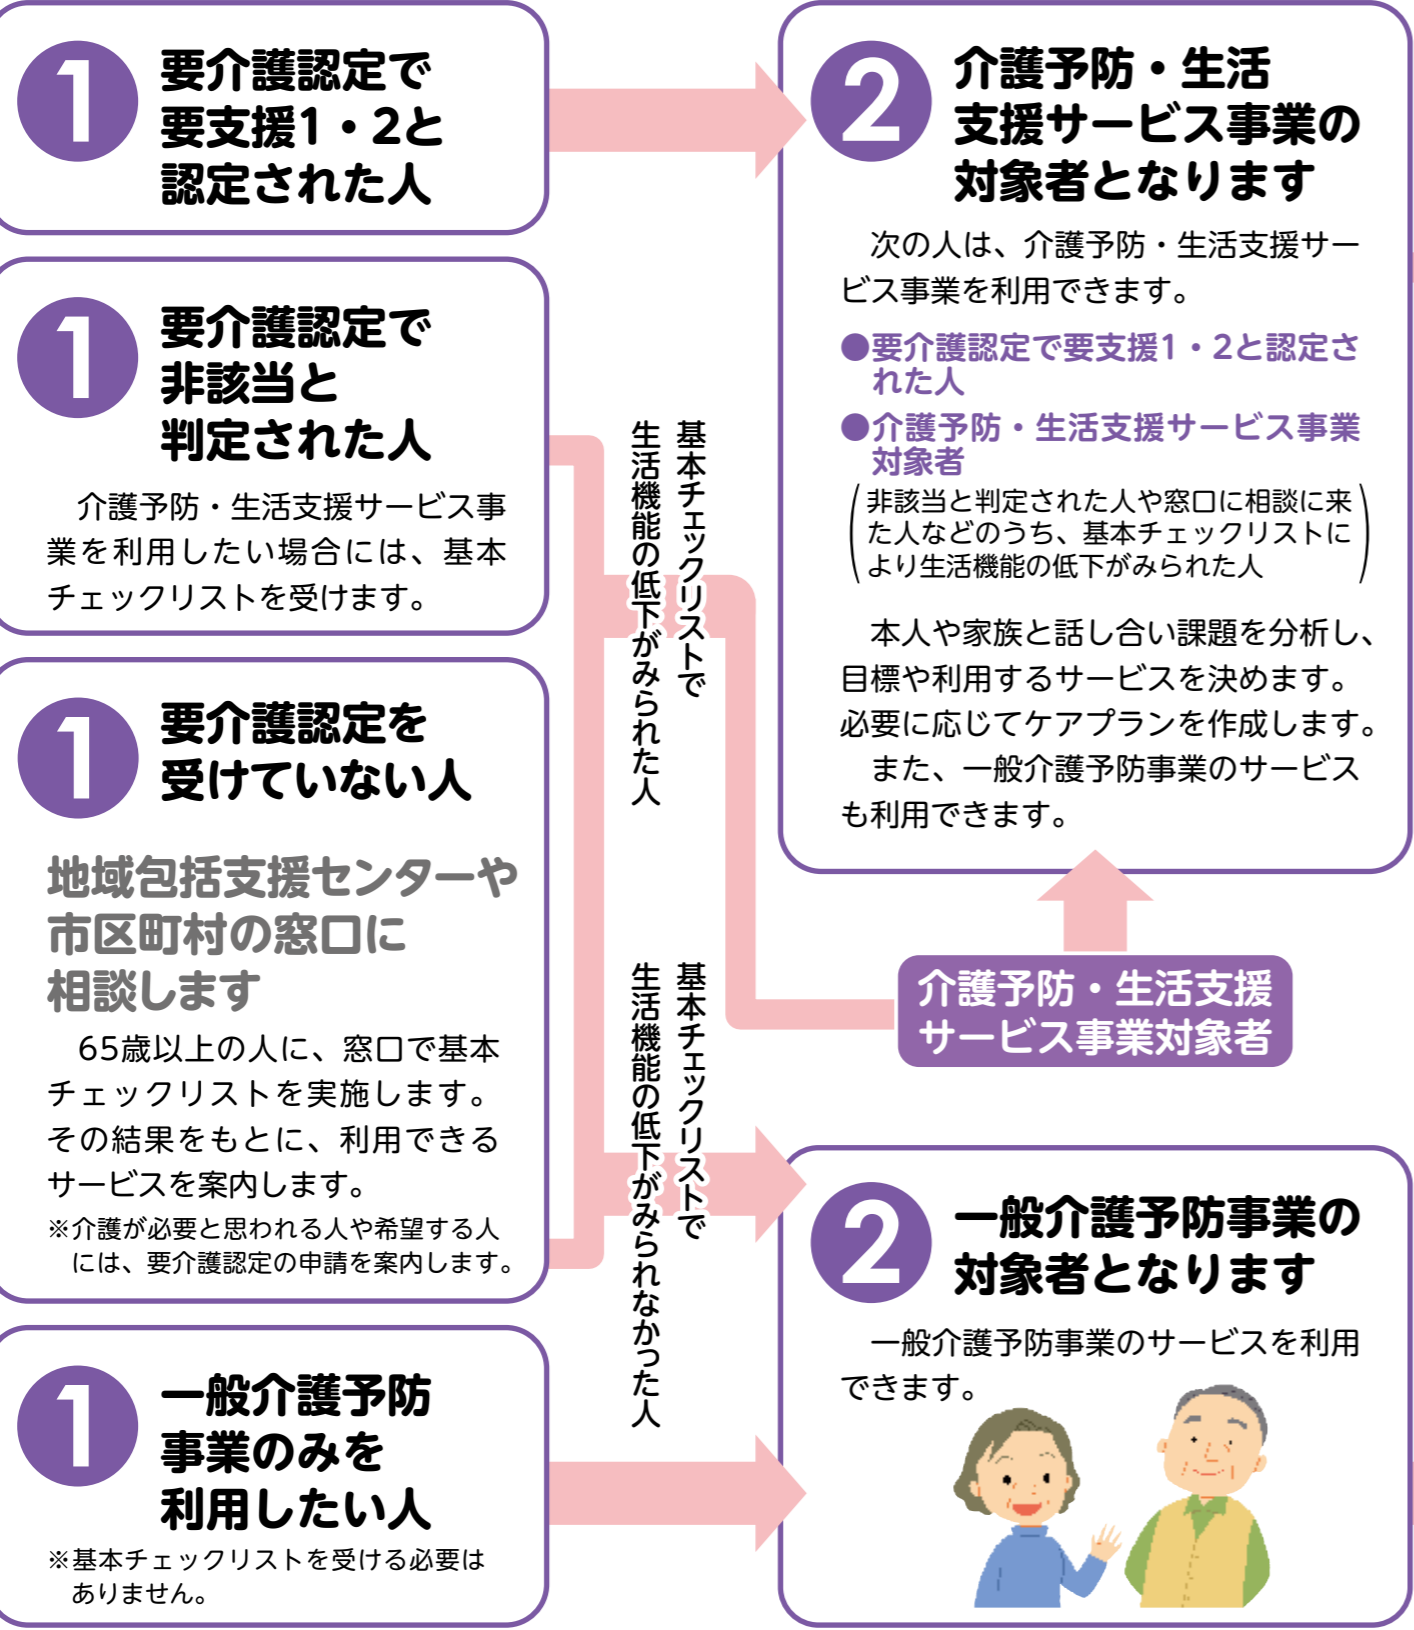 1
要介護認定で
要支援1・2と
認定された人
1
要介護認定で
非該当と
判定された人
介護予防・生活支援サービス事
業を利用したい場合には、基本
チェックリストを受けます。
1
要介護認定を
受けていない人
地域包括支援センターや
市区町村の窓口に
相談します
65歳以上の人に、窓口で基本
チェックリストを実施します。
その結果をもとに、利用できる
サービスを案内します。
※介護が必要と思われる人や希望する人
には、要介護認定の申請を案内します。
1
一般介護予防
事業のみを
利用したい人
※基本チェックリストを受ける必要は
ありません。
基本チェックリストで
生活機能の低下がみられた人
基本チェックリストで
生活機能の低下がみられなかった人
2
介護予防・生活
支援サービス事業の
対象者となります
次の人は、介護予防・生活支援サー
ビス事業を利用できます。
●要介護認定で要支援1・2と認定さ
れた人
●介護予防・生活支援サービス事業
対象者
(非該当と判定された人や窓口に相談に来
た人などのうち、基本チェックリストに
より生活機能の低下がみられた人)
本人や家族と話し合い課題を分析し、
目標や利用するサービスを決めます。
必要に応じてケアプランを作成します。
また、一般介護予防事業のサービス
も利用できます。
介護予防・生活支援
サービス事業対象者
2
一般介護予防事業の
対象者となります
一般介護予防事業のサービスを利用
できます。